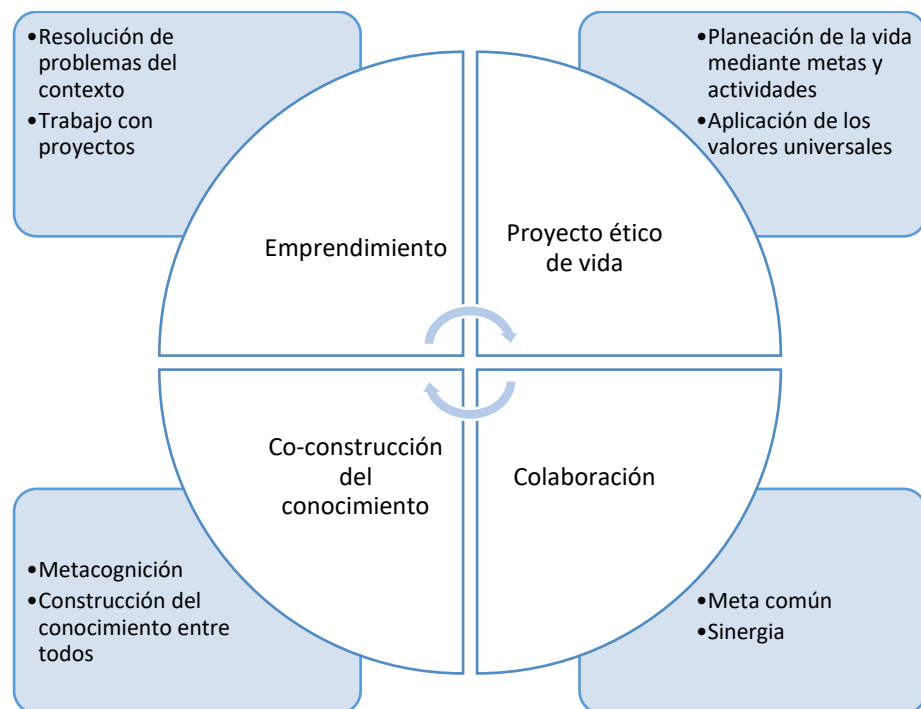 •Resolución de
problemas del
contexto
•Trabajo con
proyectos
•Planeación de la vida
mediante metas y
actividades
•Aplicación de los
valores universales
Emprendimiento
Proyecto ético
de vida
Co-construcción
del
conocimiento
Colaboración
•Metacognición
•Construcción del
conocimiento entre
todos
•Meta común
•Sinergia